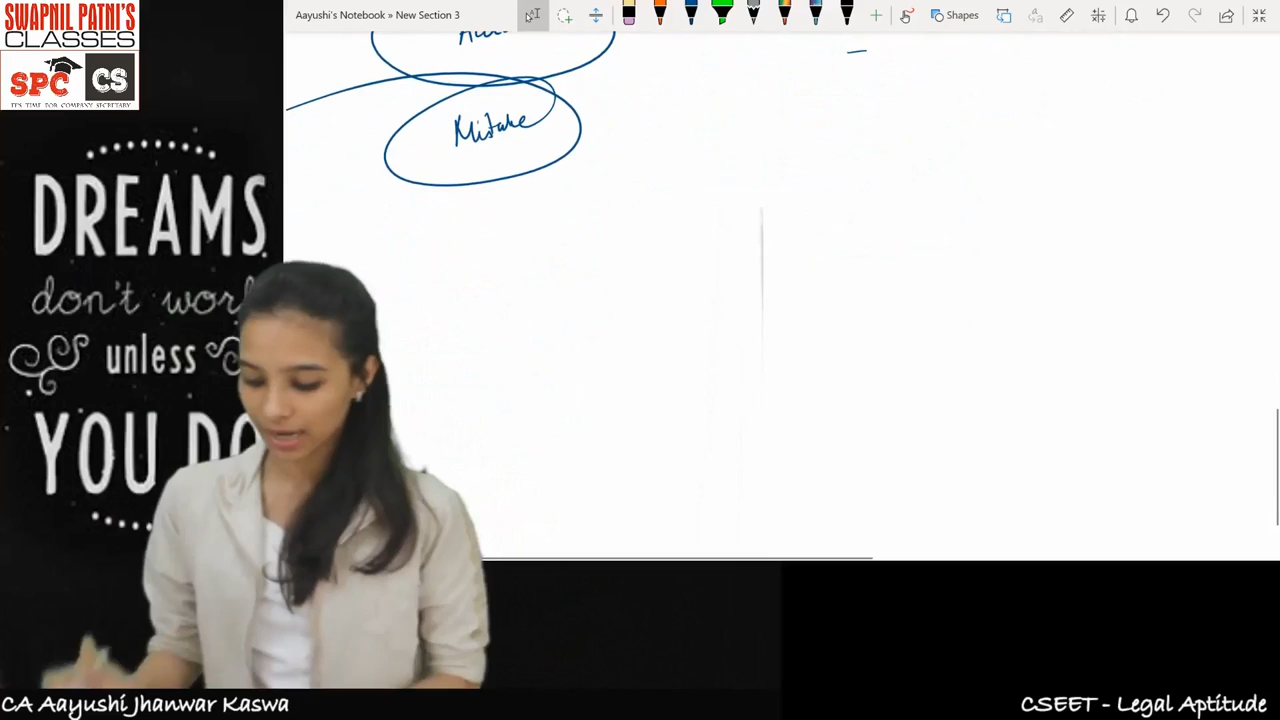 SWAPNIL PATNI'S
CLASSES
SPC CS
IT'S TIME FOR COMPANY SECRETARY
Aayushi's Notebook » New Section 3
Shapes
Mistake
DREAMS
don't work
unless
YOU DO
CA Aayushi Jhanwar Kaswa
CSEET - Legal Aptitude